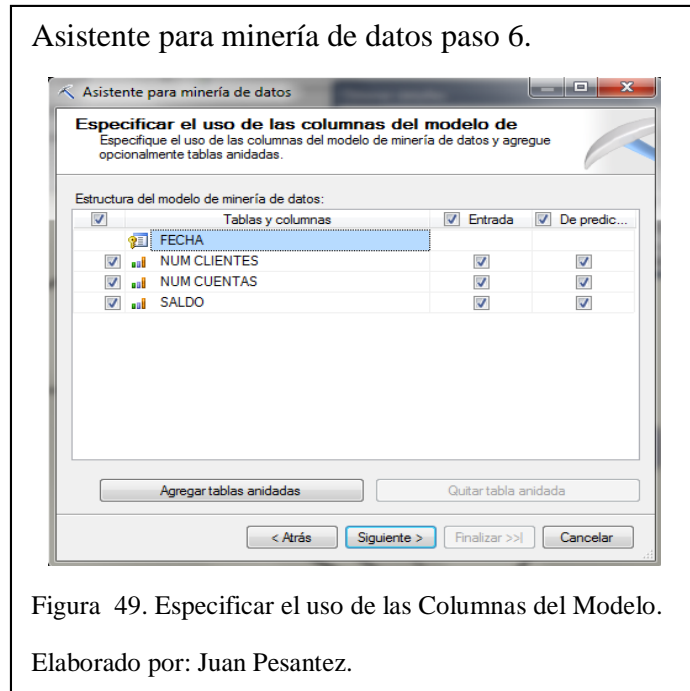 Asistente para minería de datos paso 6.
Asistente para minería de datos
Especificar el uso de las columnas del modelo de
Especifique el uso de las columnas del modelo de minería de datos y agregue
opcionalmente tablas anidadas.
Estructura del modelo de minería de datos:
Tablas y columnas Entrada De predic...
FECHA
NUM CLIENTES
NUM CUENTAS
SALDO
Agregar tablas anidadas Quitar tabla anidada
< Atrás Siguiente > Finalizar >>| Cancelar
Figura 49. Especificar el uso de las Columnas del Modelo.
Elaborado por: Juan Pesantez.